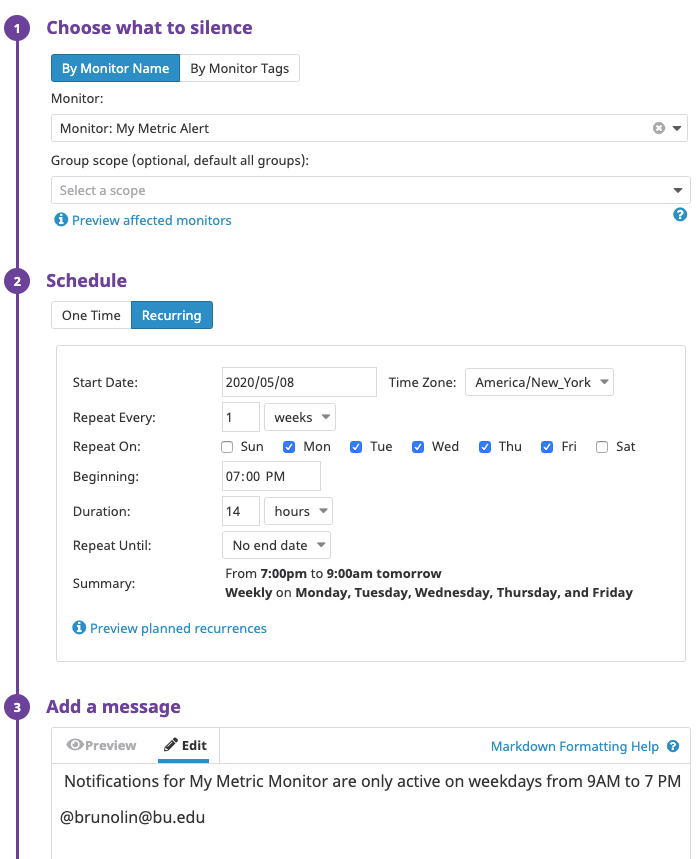 1 Choose what to silence
By Monitor Name By Monitor Tags
Monitor:
Monitor: My Metric Alert
Group scope (optional, default all groups):
Select a scope
Preview affected monitors ?
2 Schedule
One Time Recurring
Start Date: 2020/05/08 Time Zone: America/New_York
Repeat Every: 1 weeks
Repeat On: Sun Mon Tue Wed Thu Fri Sat
Beginning: 07:00 PM
Duration: 14 hours
Repeat Until: No end date
Summary: From 7:00pm to 9:00am tomorrow
Weekly on Monday, Tuesday, Wednesday, Thursday, and Friday
Preview planned recurrences
3 Add a message
Preview Edit Markdown Formatting Help ?
Notifications for My Metric Monitor are only active on weekdays from 9AM to 7 PM
@brunolin@bu.edu